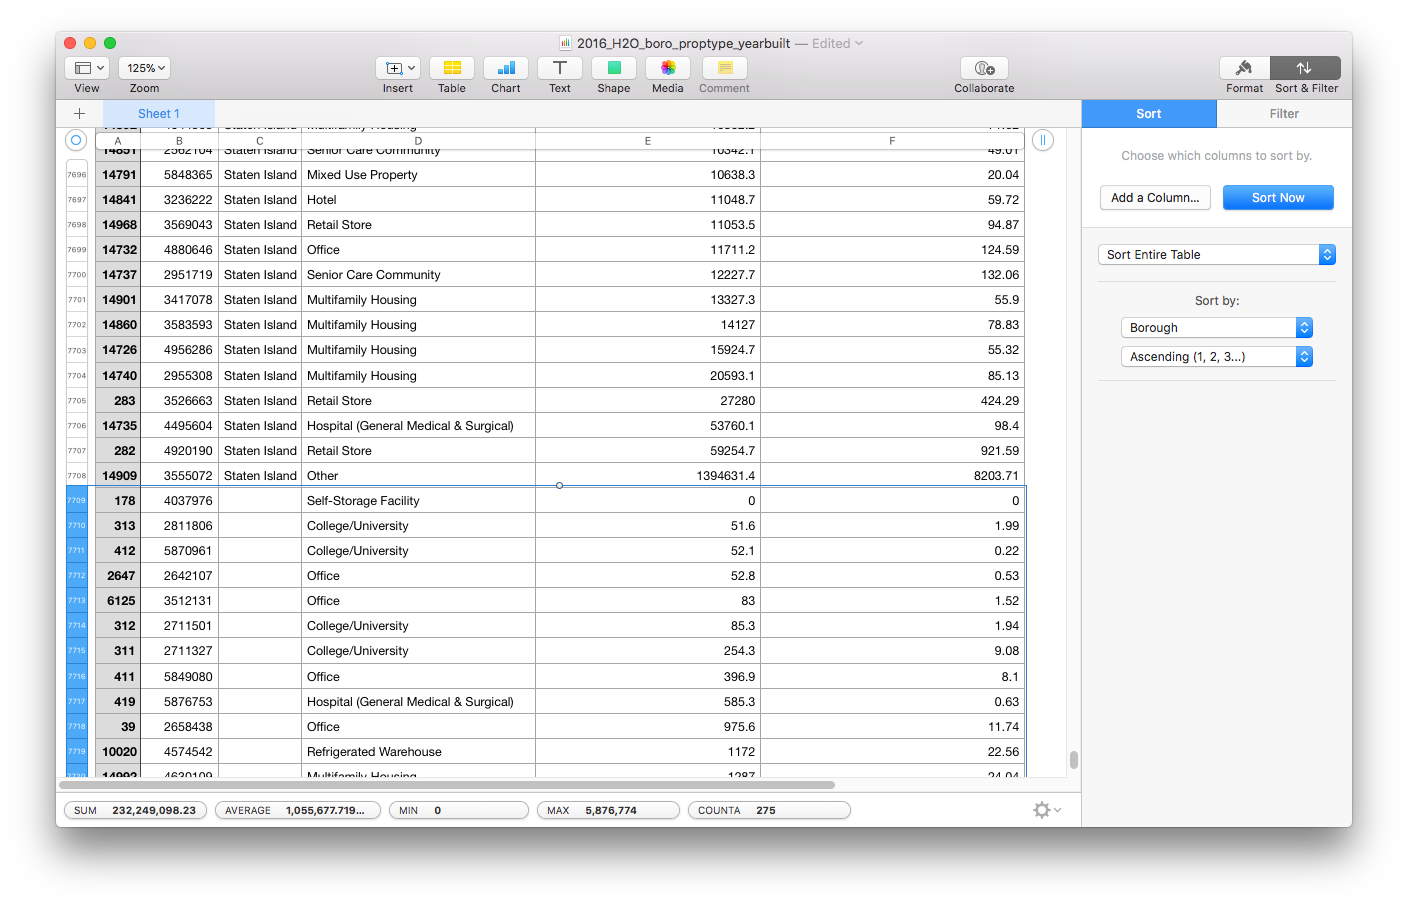 2016_H2O_boro_proptype_yearbuilt — Edited
125%
View
Zoom
Insert
Table
Chart
Text
Shape
Media
Comment
Collaborate
Format
Sort & Filter
Sheet 1
Sort
Filter
A B C D E F
14851 2562104 Staten Island Senior Care Community 10342.1 49.01
7696 14791 5848365 Staten Island Mixed Use Property 10638.3 20.04
7697 14841 3236222 Staten Island Hotel 11048.7 59.72
7698 14968 3569043 Staten Island Retail Store 11053.5 94.87
7699 14732 4880646 Staten Island Office 11711.2 124.59
7700 14737 2951719 Staten Island Senior Care Community 12227.7 132.06
7701 14901 3417078 Staten Island Multifamily Housing 13327.3 55.9
7702 14860 3583593 Staten Island Multifamily Housing 14127 78.83
7703 14726 4956286 Staten Island Multifamily Housing 15924.7 55.32
7704 14740 2955308 Staten Island Multifamily Housing 20593.1 85.13
7705 283 3526663 Staten Island Retail Store 27280 424.29
7706 14735 4495604 Staten Island Hospital (General Medical & Surgical) 53760.1 98.4
7707 282 4920190 Staten Island Retail Store 59254.7 921.59
7708 14909 3555072 Staten Island Other 1394631.4 8203.71
7709 178 4037976 Self-Storage Facility 0 0
7710 313 2811806 College/University 51.6 1.99
7711 412 5870961 College/University 52.1 0.22
7712 2647 2642107 Office 52.8 0.53
7713 6125 3512131 Office 83 1.52
7714 312 2711501 College/University 85.3 1.94
7715 311 2711327 College/University 254.3 9.08
7716 411 5849080 Office 396.9 8.1
7717 419 5876753 Hospital (General Medical & Surgical) 585.3 0.63
7718 39 2658438 Office 975.6 11.74
7719 10020 4574542 Refrigerated Warehouse 1172 22.56
7720 14992 4630109 Multifamily Housing 1287 24.04
SUM 232,249,098.23
AVERAGE 1,055,677.719...
MIN 0
MAX 5,876,774
COUNTA 275
Choose which columns to sort by.
Add a Column...
Sort Now
Sort Entire Table
Sort by:
Borough
Ascending (1, 2, 3...)